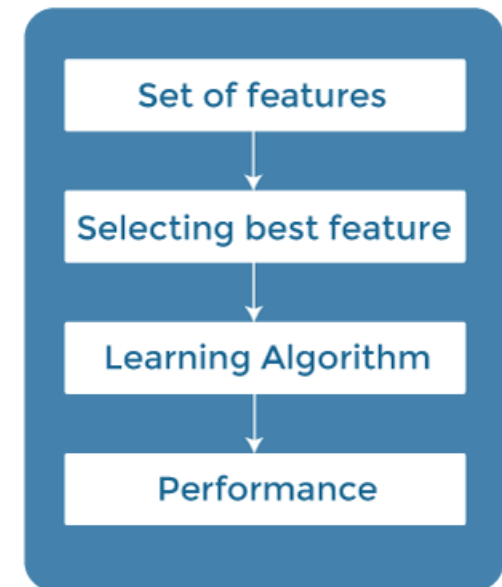 Set of features
Selecting best feature
Learning Algorithm
Performance